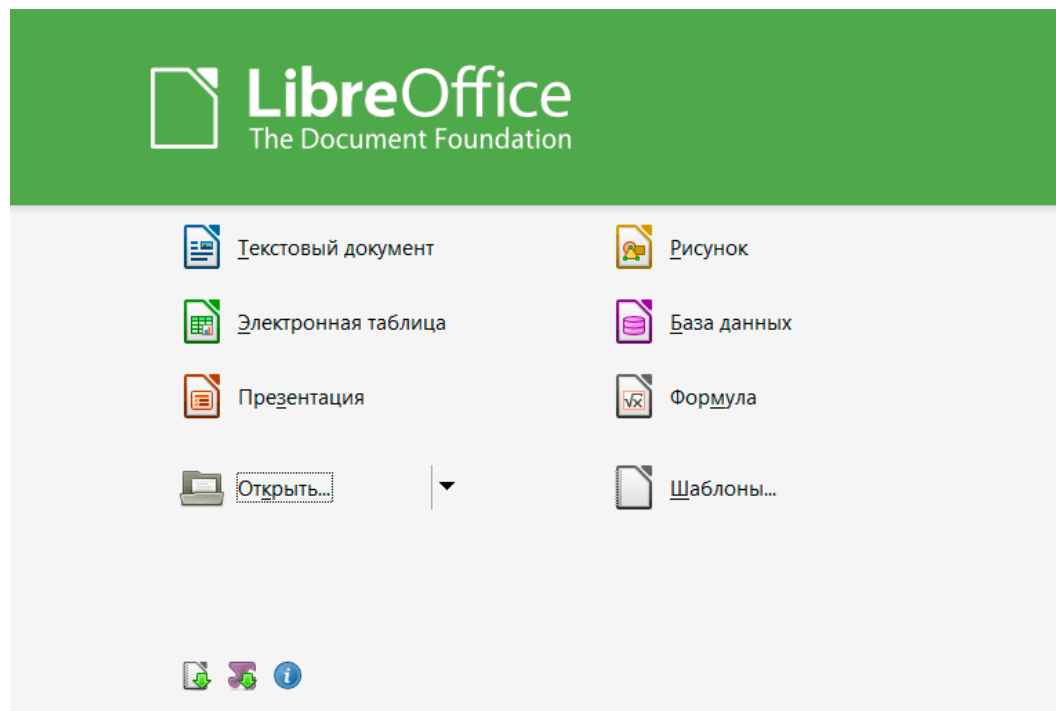 LibreOffice
The Document Foundation
Текстовый документ
Рисунок
Электронная таблица
База данных
Презентация
Формула
Открыть...
Шаблоны...